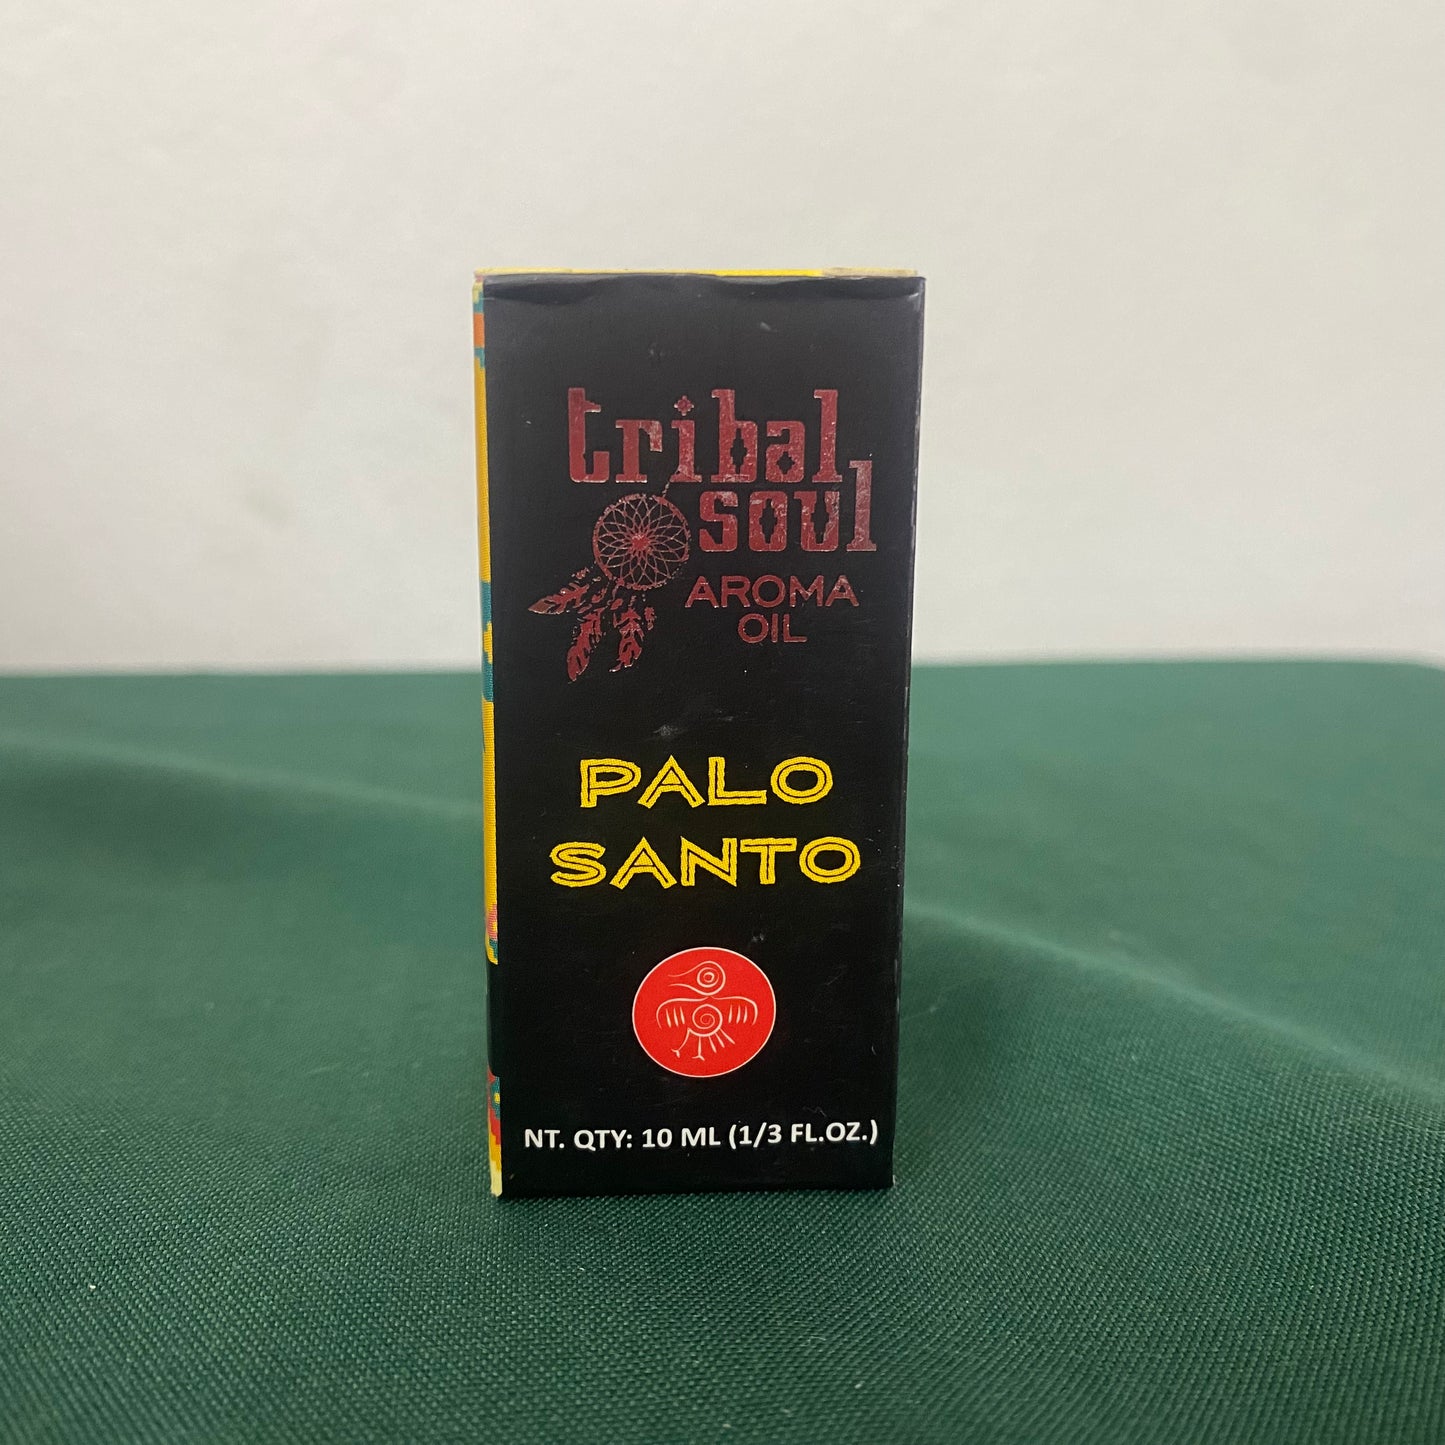 tribal
soul
AROMA
OIL
PALO
SANTO
NT. QTY: 10 ML (1/3 FL.OZ.)